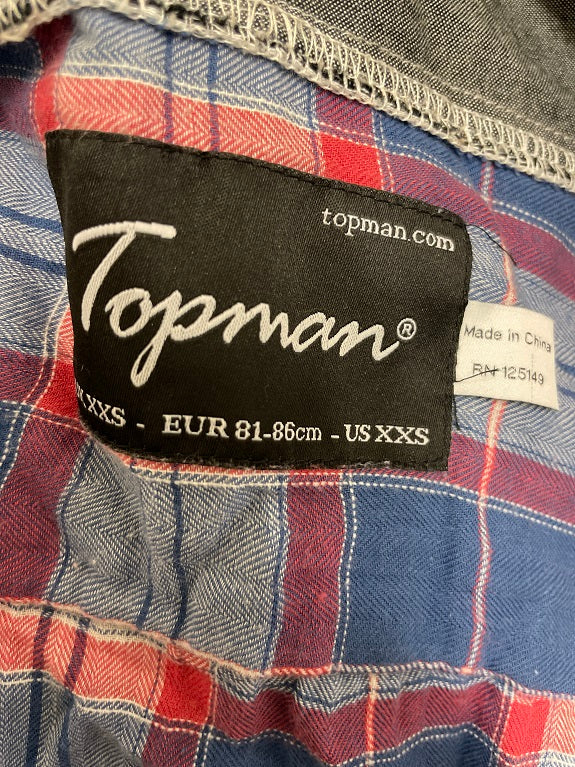 topman.com
Topman®
XXS - EUR 81-86cm - US XXS
Made in China
RN 125149